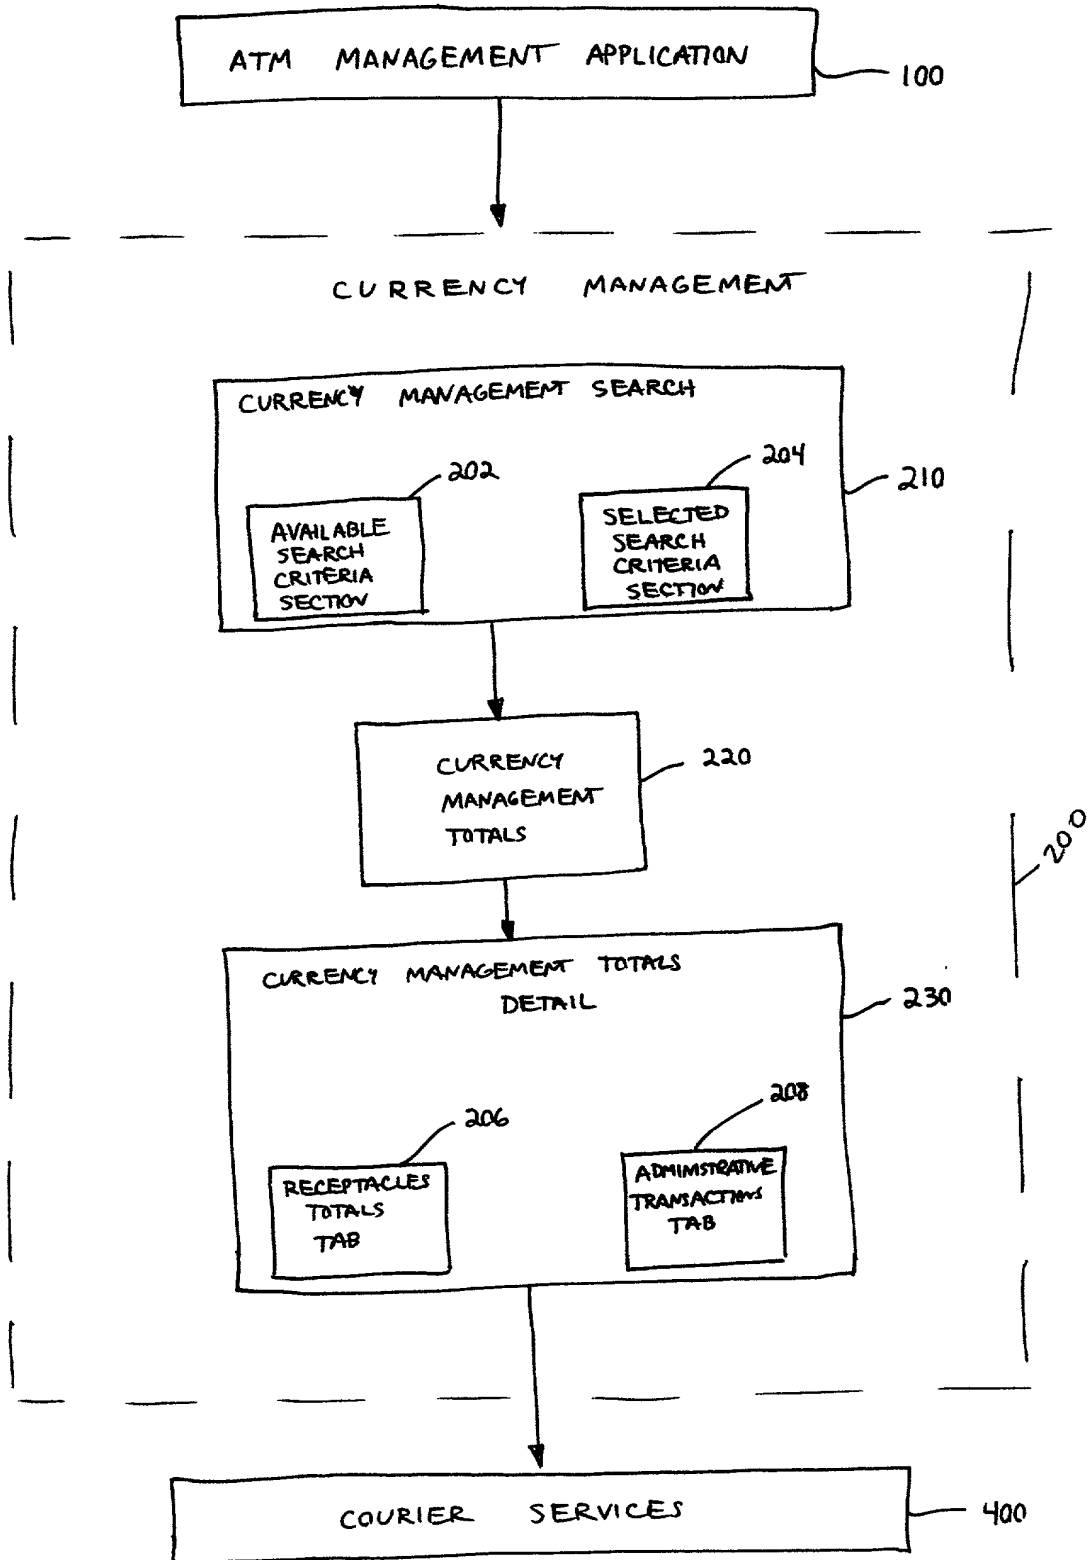 ATM MANAGEMENT APPLICATION
100
CURRENCY MANAGEMENT
CURRENCY MANAGEMENT SEARCH
202
204
210
AVAILABLE
SEARCH
CRITERIA
SECTION
SELECTED
SEARCH
CRITERIA
SECTION
CURRENCY
MANAGEMENT
TOTALS
220
200
CURRENCY MANAGEMENT TOTALS
DETAIL
230
206
208
RECEPTACLES
TOTALS
TAB
ADMINSTRATIVE
TRANSACTIONS
TAB
COURIER SERVICES
400